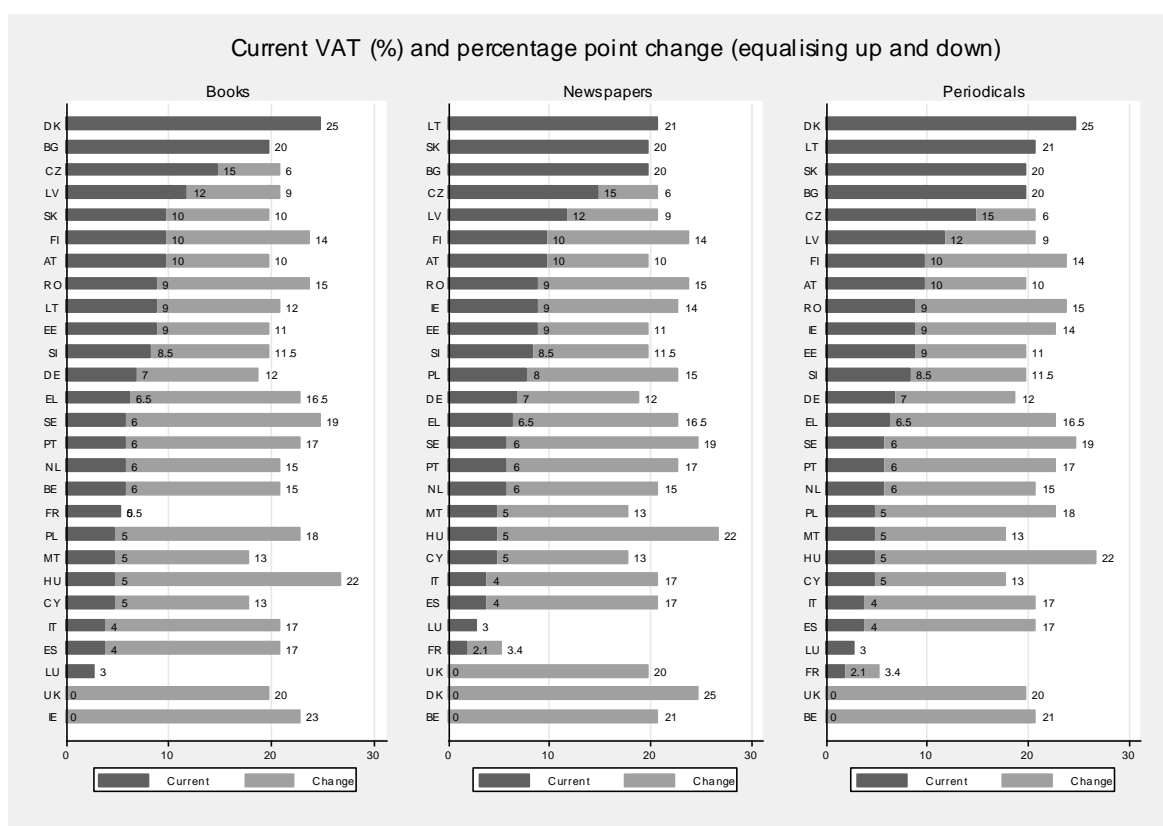 Current VAT (%) and percentage point change (equalising up and down)
Books
DK 25
BG 20
CZ 15 6
LV 12 9
SK 10 10
FI 10 14
AT 10 10
RO 9 15
LT 9 12
EE 9 11
SI 8.5 11.5
DE 7 12
EL 6.5 16.5
SE 6 19
PT 6 17
NL 6 15
BE 6 15
FR 5.5
PL 5 18
MT 5 13
HU 5 22
CY 5 13
IT 4 17
ES 4 17
LU 3
UK 0 20
IE 0 23
0 10 20 30
Current Change
Newspapers
LT 21
SK 20
BG 20
CZ 15 6
LV 12 9
FI 10 14
AT 10 10
RO 9 15
IE 9 14
EE 9 11
SI 8.5 11.5
PL 8 15
DE 7 12
EL 6.5 16.5
SE 6 19
PT 6 17
NL 6 15
MT 5 13
HU 5 22
CY 5 13
IT 4 17
ES 4 17
LU 3
FR 2.1 3.4
UK 0 20
DK 0 25
BE 0 21
0 10 20 30
Current Change
Periodicals
DK 25
LT 21
SK 20
BG 20
CZ 15 6
LV 12 9
FI 10 14
AT 10 10
RO 9 15
IE 9 14
EE 9 11
SI 8.5 11.5
DE 7 12
EL 6.5 16.5
SE 6 19
PT 6 17
NL 6 15
PL 5 18
MT 5 13
HU 5 22
CY 5 13
IT 4 17
ES 4 17
LU 3
FR 2.1 3.4
UK 0 20
BE 0 21
0 10 20 30
Current Change